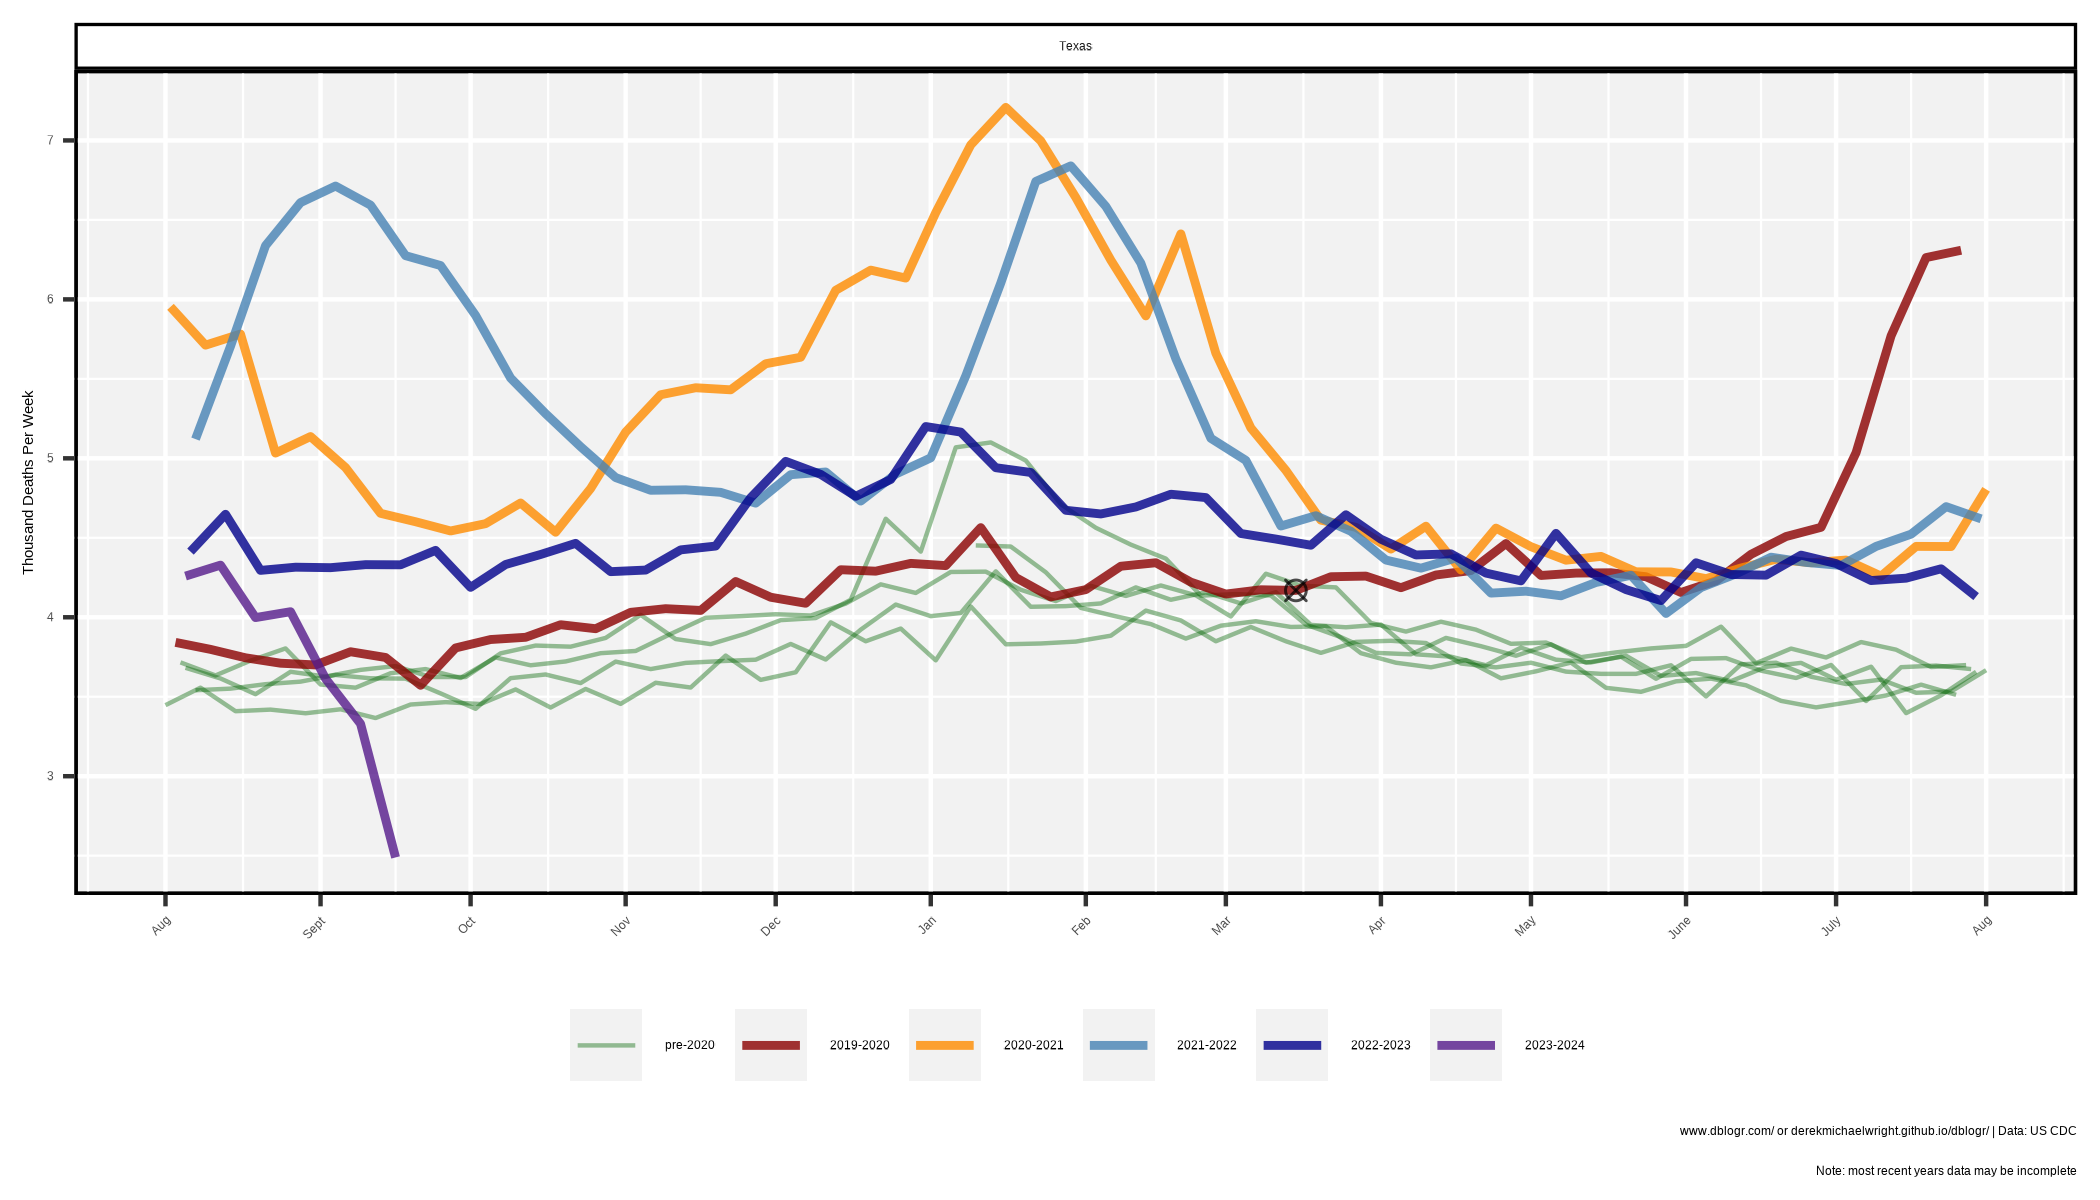 Texas
Thousand Deaths Per Week
7
6
5
4
3
Aug Sept Oct Nov Dec Jan Feb Mar Apr May June July Aug
pre-2020 2019-2020 2020-2021 2021-2022 2022-2023 2023-2024
www.dblogr.com/ or derekmichaelwright.github.io/dblogr/ | Data: US CDC
Note: most recent years data may be incomplete